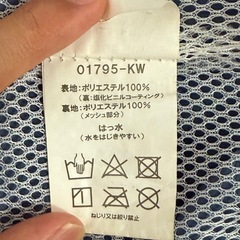 01795-KW
表地：ポリエステル100%
（裏：塩化ビニルコーティング）
裏地：ポリエステル100%
（メッシュ部分）
はっ水
（水をはじきやすい）
1
ねじり又は絞り禁止